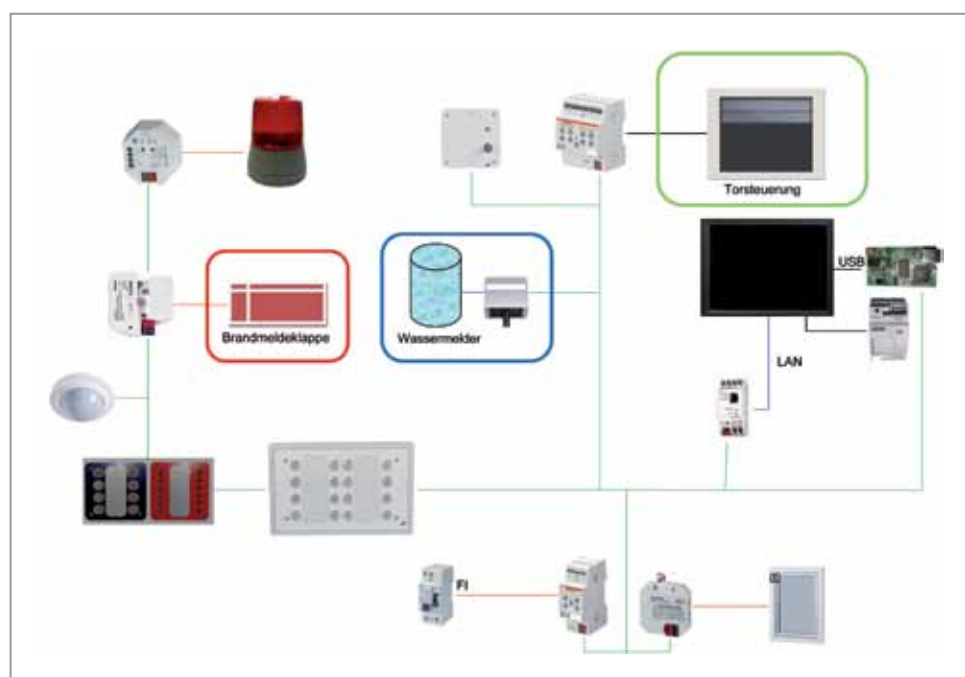 Torsteuerung
USB
Brandmeldeklappe
Wassermelder
LAN
FI